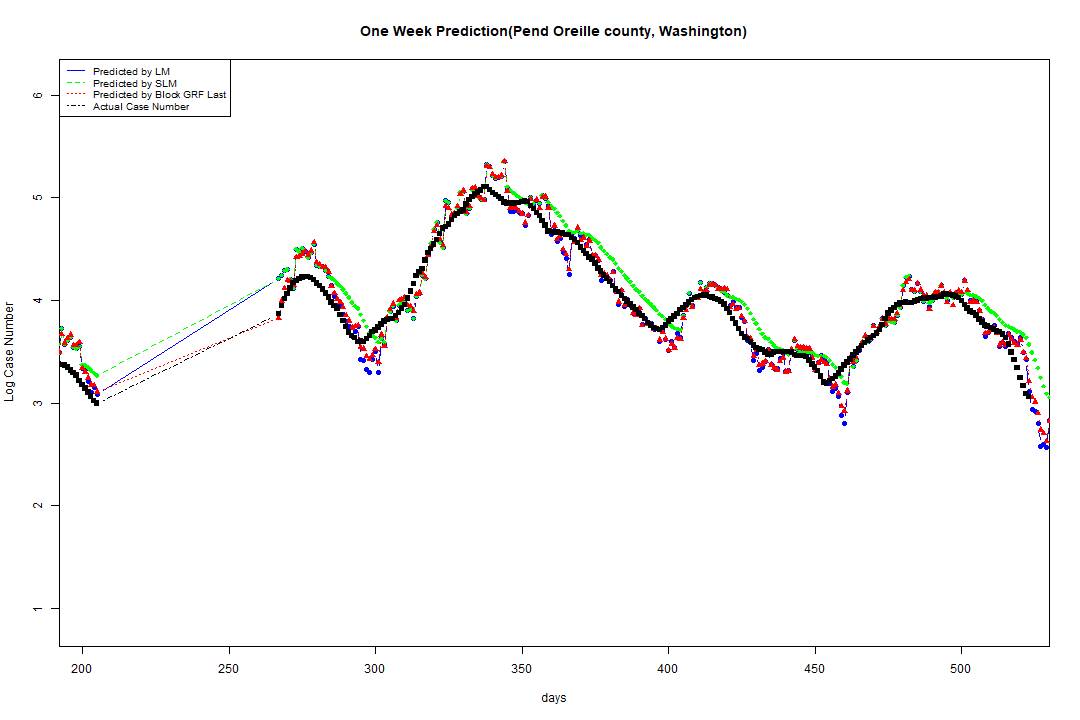 One Week Prediction(Pend Oreille county, Washington)
Predicted by LM
Predicted by SLM
Predicted by Block GRF Last
Actual Case Number
6
5
4
3
2
1
Log Case Number
200 250 300 350 400 450 500
days